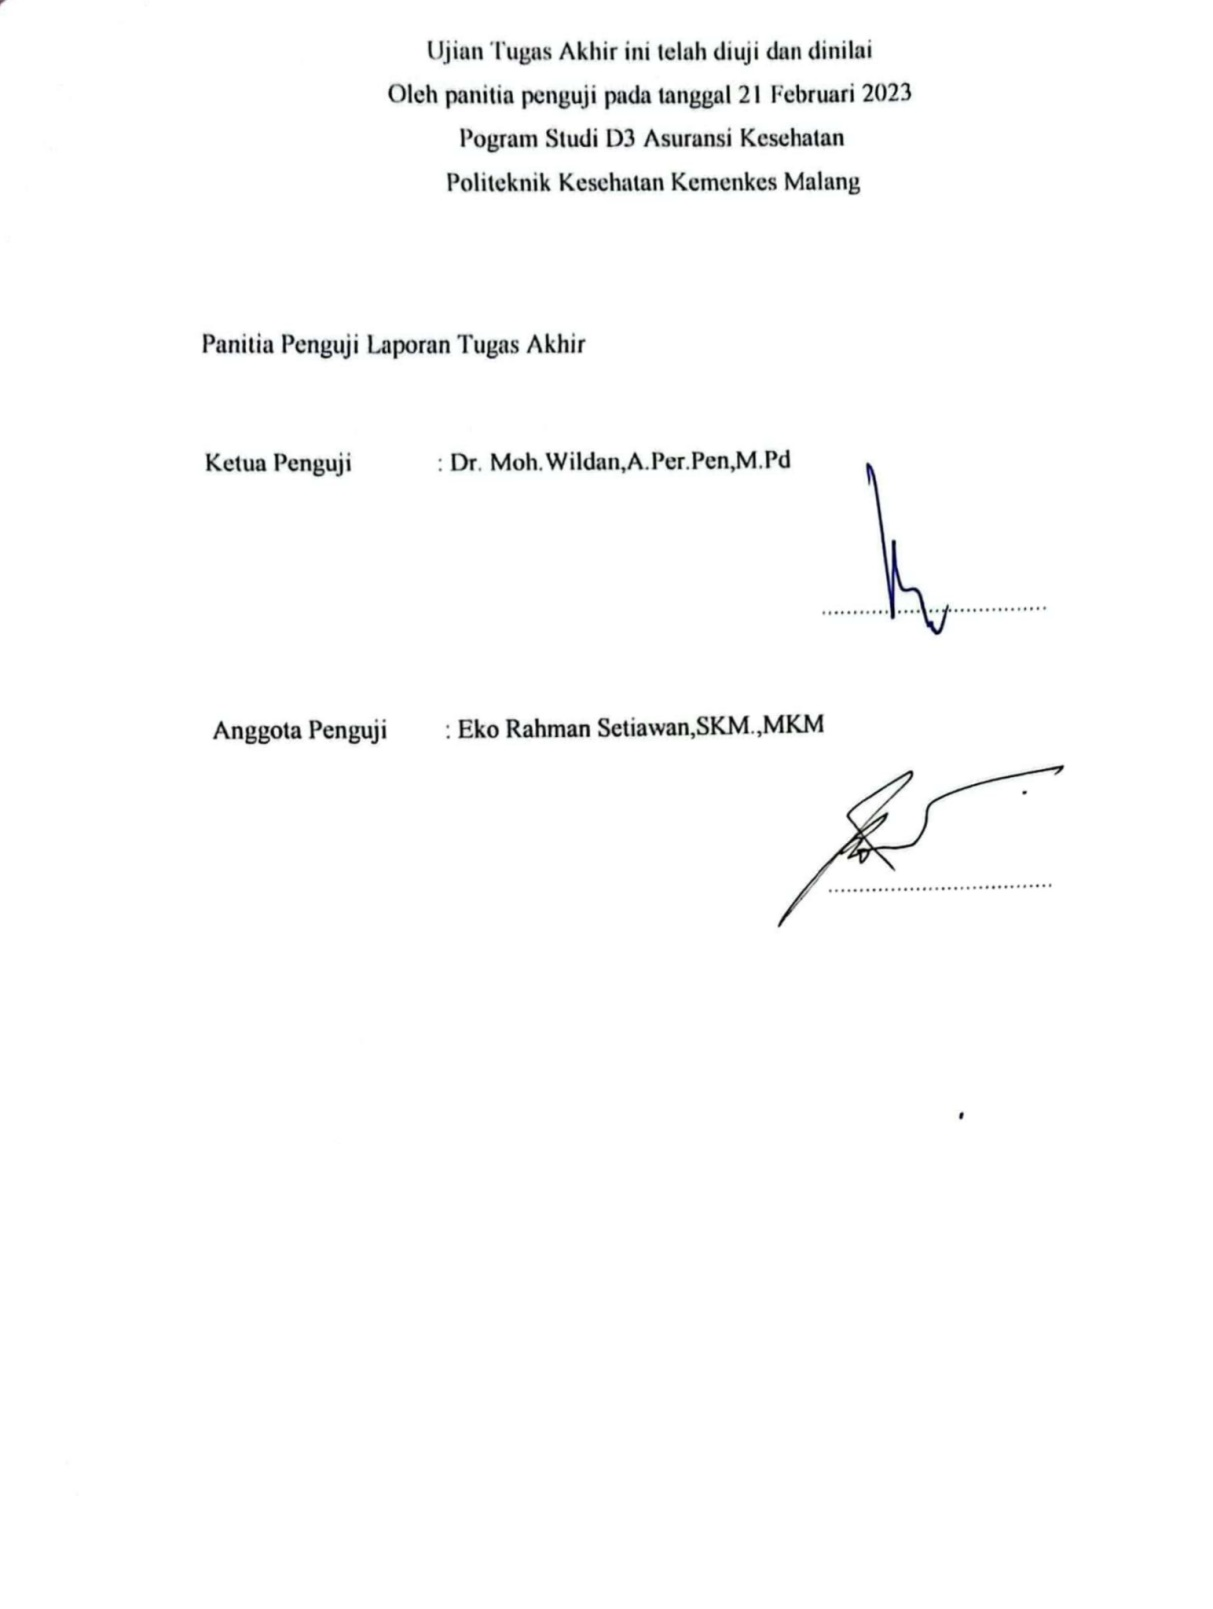 Ujian Tugas Akhir ini telah diuji dan dinilai
Oleh panitia penguji pada tanggal 21 Februari 2023
Pogram Studi D3 Asuransi Kesehatan
Politeknik Kesehatan Kemenkes Malang
Panitia Penguji Laporan Tugas Akhir
Ketua Penguji : Dr. Moh.Wildan,A.Per.Pen,M.Pd
Anggota Penguji : Eko Rahman Setiawan,SKM.,MKM